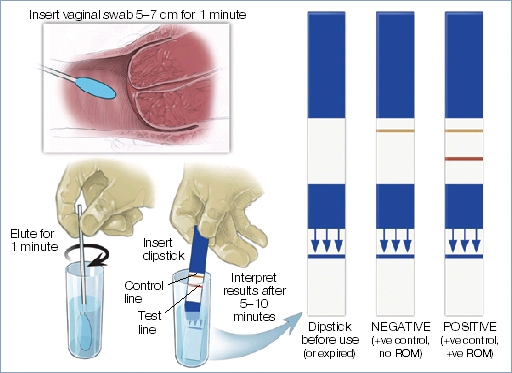 Insert vaginal swab 5–7 cm for 1 minute
Elute for
1 minute
Insert
dipstick
Control
line
Test
line
Interpret
results after
5–10
minutes
Dipstick
before use
(or expired)
NEGATIVE
(+ve control,
no ROM)
POSITIVE
(+ve control,
+ve ROM)